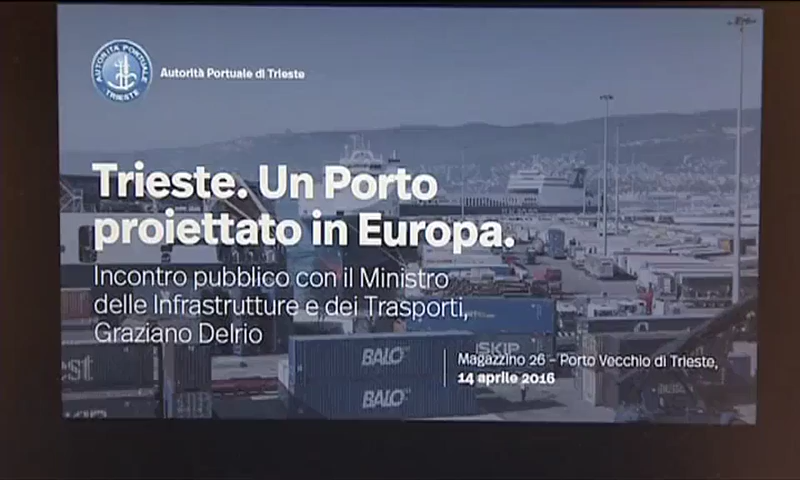 AUTORITÀ PORTUALE
TRIESTE
Autorità Portuale di Trieste
Trieste. Un Porto
proiettato in Europa.
Incontro pubblico con il Ministro
delle Infrastrutture e dei Trasporti,
Graziano Delrio
Magazzino 26 – Porto Vecchio di Trieste,
14 aprile 2016
BALO
BALO
SKIP
est